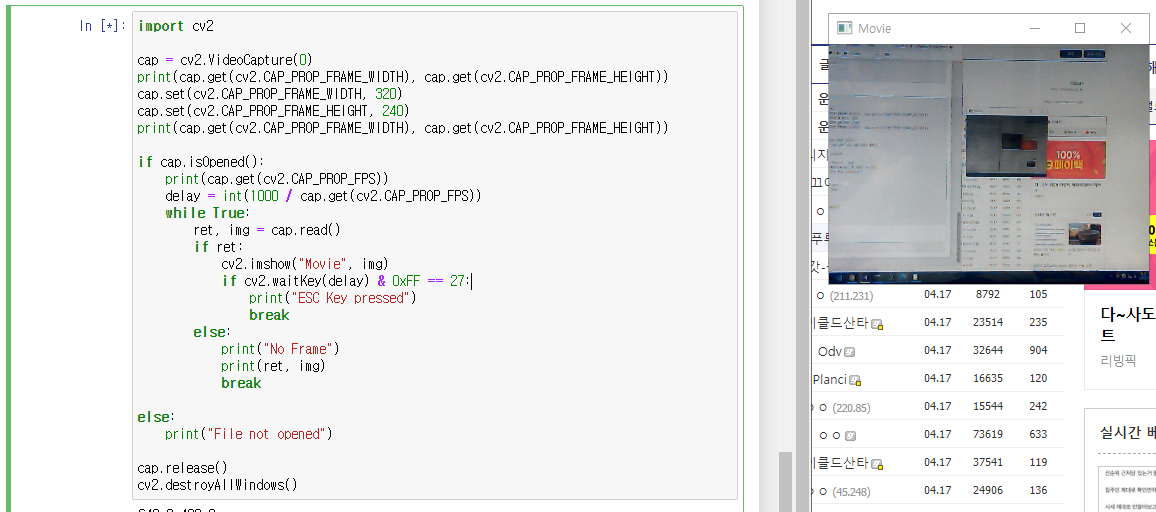 In [*]:
import cv2
cap = cv2.VideoCapture(0)
print(cap.get(cv2.CAP_PROP_FRAME_WIDTH), cap.get(cv2.CAP_PROP_FRAME_HEIGHT))
cap.set(cv2.CAP_PROP_FRAME_WIDTH, 320)
cap.set(cv2.CAP_PROP_FRAME_HEIGHT, 240)
print(cap.get(cv2.CAP_PROP_FRAME_WIDTH), cap.get(cv2.CAP_PROP_FRAME_HEIGHT))
if cap.isOpened():
    print(cap.get(cv2.CAP_PROP_FPS))
    delay = int(1000 / cap.get(cv2.CAP_PROP_FPS))
    while True:
        ret, img = cap.read()
        if ret:
            cv2.imshow("Movie", img)
            if cv2.waitKey(delay) & 0xFF == 27:
                print("ESC Key pressed")
                break
        else:
            print("No Frame")
            print(ret, img)
            break
else:
    print("File not opened")
cap.release()
cv2.destroyAllWindows()
Movie
100%
ㅇ (211.231) 04.17 8792 105
이클드산타 04.17 23514 235
Odv 04.17 32644 904
Planci 04.17 16635 120
ㅇ (220.85) 04.17 15544 242
ㅇㅇ 04.17 73619 633
이클드산타 04.17 37541 119
ㅇ (45.248) 04.17 24906 136
다~사도
트
리빙픽
실시간 베